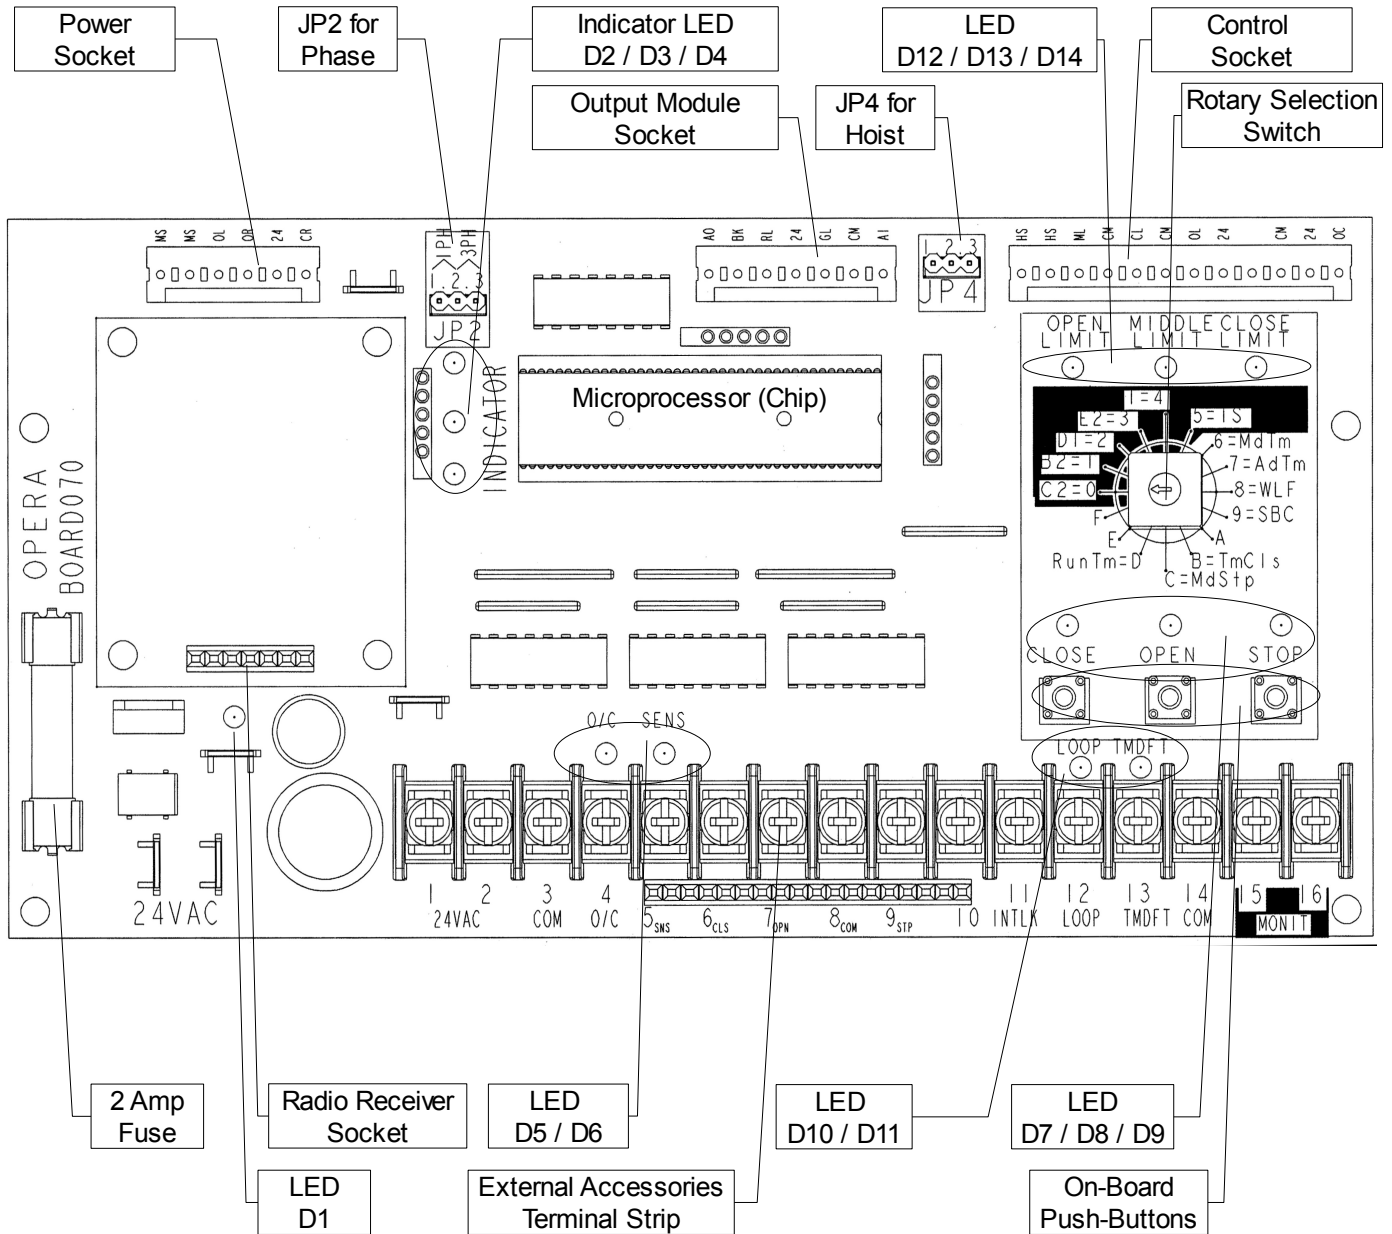 Power
Socket
JP2 for
Phase
Indicator LED
D2 / D3 / D4
LED
D12 / D13 / D14
Control
Socket
Output Module
Socket
JP4 for
Hoist
Rotary Selection
Switch
MS MS OL OR 24 CR
1PH 3PH
1 2 3
JP2
AO BK RL 24 GL CM AI
1 2 3
JP4
HS HS ML CM CL CM OL 24 CM 24 OC
OPEN LIMIT
MIDDLE LIMIT
CLOSE LIMIT
INDICATOR
Microprocessor (Chip)
OPERA
BOARD070
1=4
E2=3
5=TS
D1=2
6=MdTm
B2=1
7=AdTm
C2=0
8=WLF
F
9=SBC
E
A
RunTm=D
B=TmCls
C=MdStp
CLOSE OPEN STOP
O/C SENS
LOOP TMDFT
24VAC
1 2 3 4 5SNS 6CLS 7OPN 8COM 9STP 10 11 12 13 14 15 16
24VAC COM O/C INTLK LOOP TMDFT COM MONIT
2 Amp
Fuse
Radio Receiver
Socket
LED
D5 / D6
LED
D10 / D11
LED
D7 / D8 / D9
LED
D1
External Accessories
Terminal Strip
On-Board
Push-Buttons